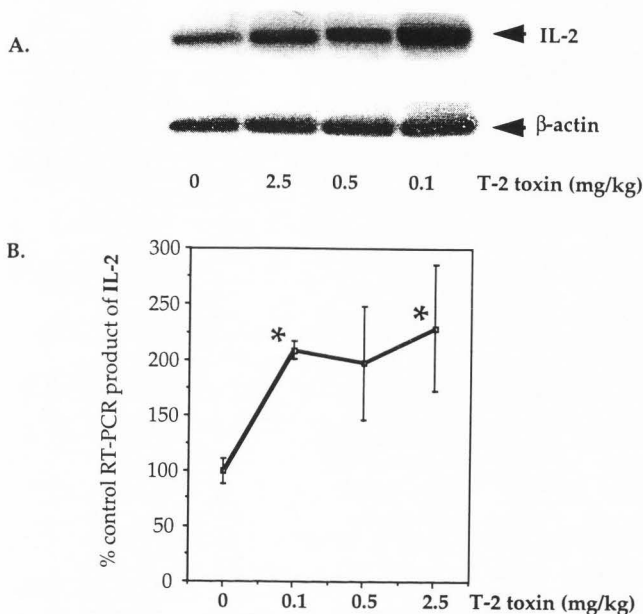 A.
IL-2
β-actin
0 2.5 0.5 0.1 T-2 toxin (mg/kg)
B.
% control RT-PCR product of IL-2
300
250
200
150
100
50
0
*
*
0 0.1 0.5 2.5 T-2 toxin (mg/kg)